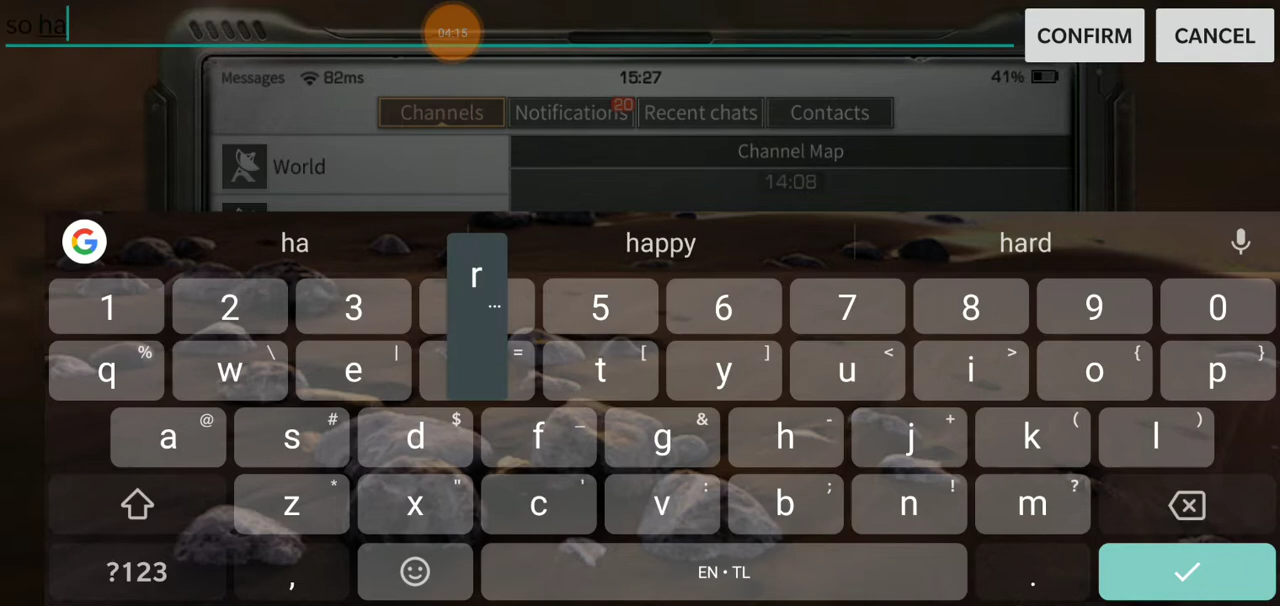 so ha
04:15
CONFIRM CANCEL
Messages 82ms 15:27 41%
Channels Notifications 20 Recent chats Contacts
World Channel Map
14:08
G ha happy hard
r ...
1 2 3 5 6 7 8 9 0
% \ | = [ ] < > { }
q w e t y u i o p
@ # $ _ & - + ( )
a s d f g h j k l
* " ' : ; ! ?
z x c v b n m
?123 , EN • TL .